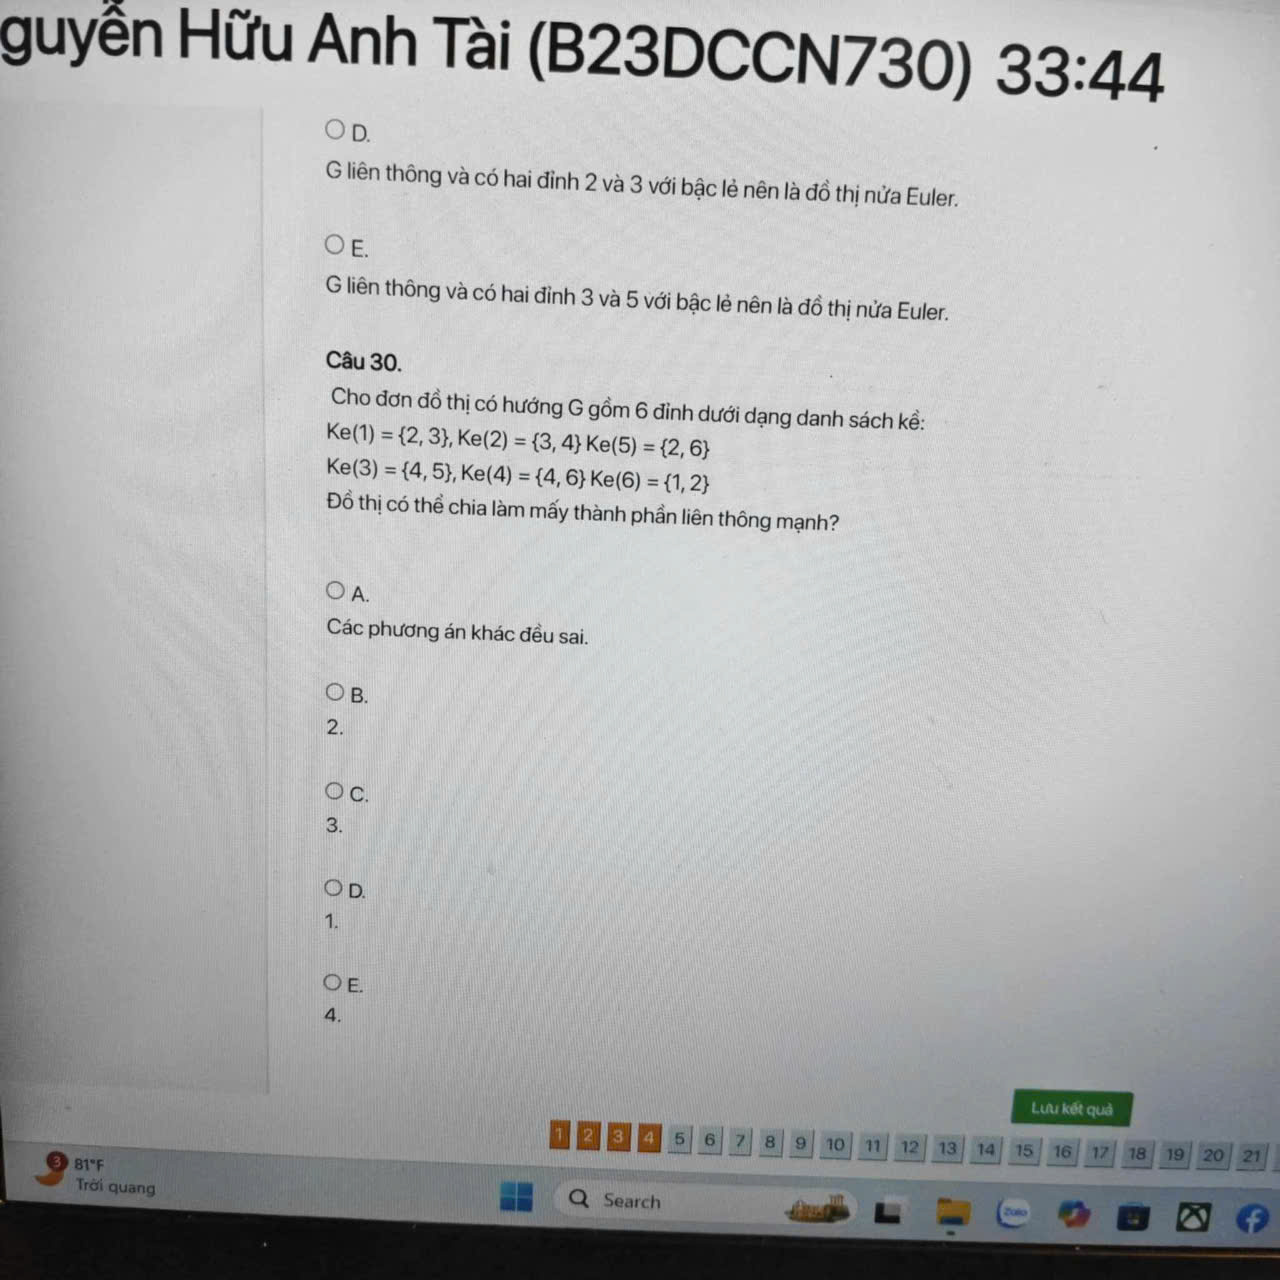 guyễn Hữu Anh Tài (B23DCCN730) 33:44
D.
G liên thông và có hai đỉnh 2 và 3 với bậc lẻ nên là đồ thị nửa Euler.
E.
G liên thông và có hai đỉnh 3 và 5 với bậc lẻ nên là đồ thị nửa Euler.
Câu 30.
Cho đơn đồ thị có hướng G gồm 6 đỉnh dưới dạng danh sách kề:
Ke(1) = {2, 3}, Ke(2) = {3, 4} Ke(5) = {2, 6}
Ke(3) = {4, 5}, Ke(4) = {4, 6} Ke(6) = {1, 2}
Đồ thị có thể chia làm mấy thành phần liên thông mạnh?
A.
Các phương án khác đều sai.
B.
2.
C.
3.
D.
1.
E.
4.
Lưu kết quả
1 2 3 4 5 6 7 8 9 10 11 12 13 14 15 16 17 18 19 20 21
3 81°F
Trời quang
Search
Zalo